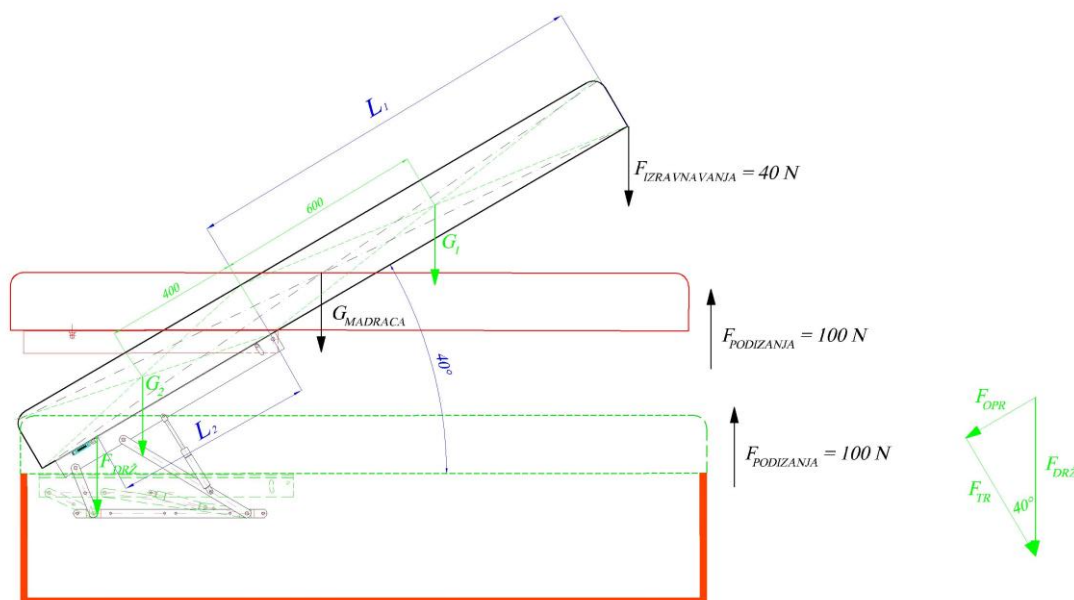 L₁
F_IZRAVNAVANJA = 40 N
600
G₁
400
G_MADRACA
F_PODIZANJA = 100 N
40°
G₂
L₂
F_DRŽ
F_PODIZANJA = 100 N
F_OPR
F_DRŽ
F_TR
40°